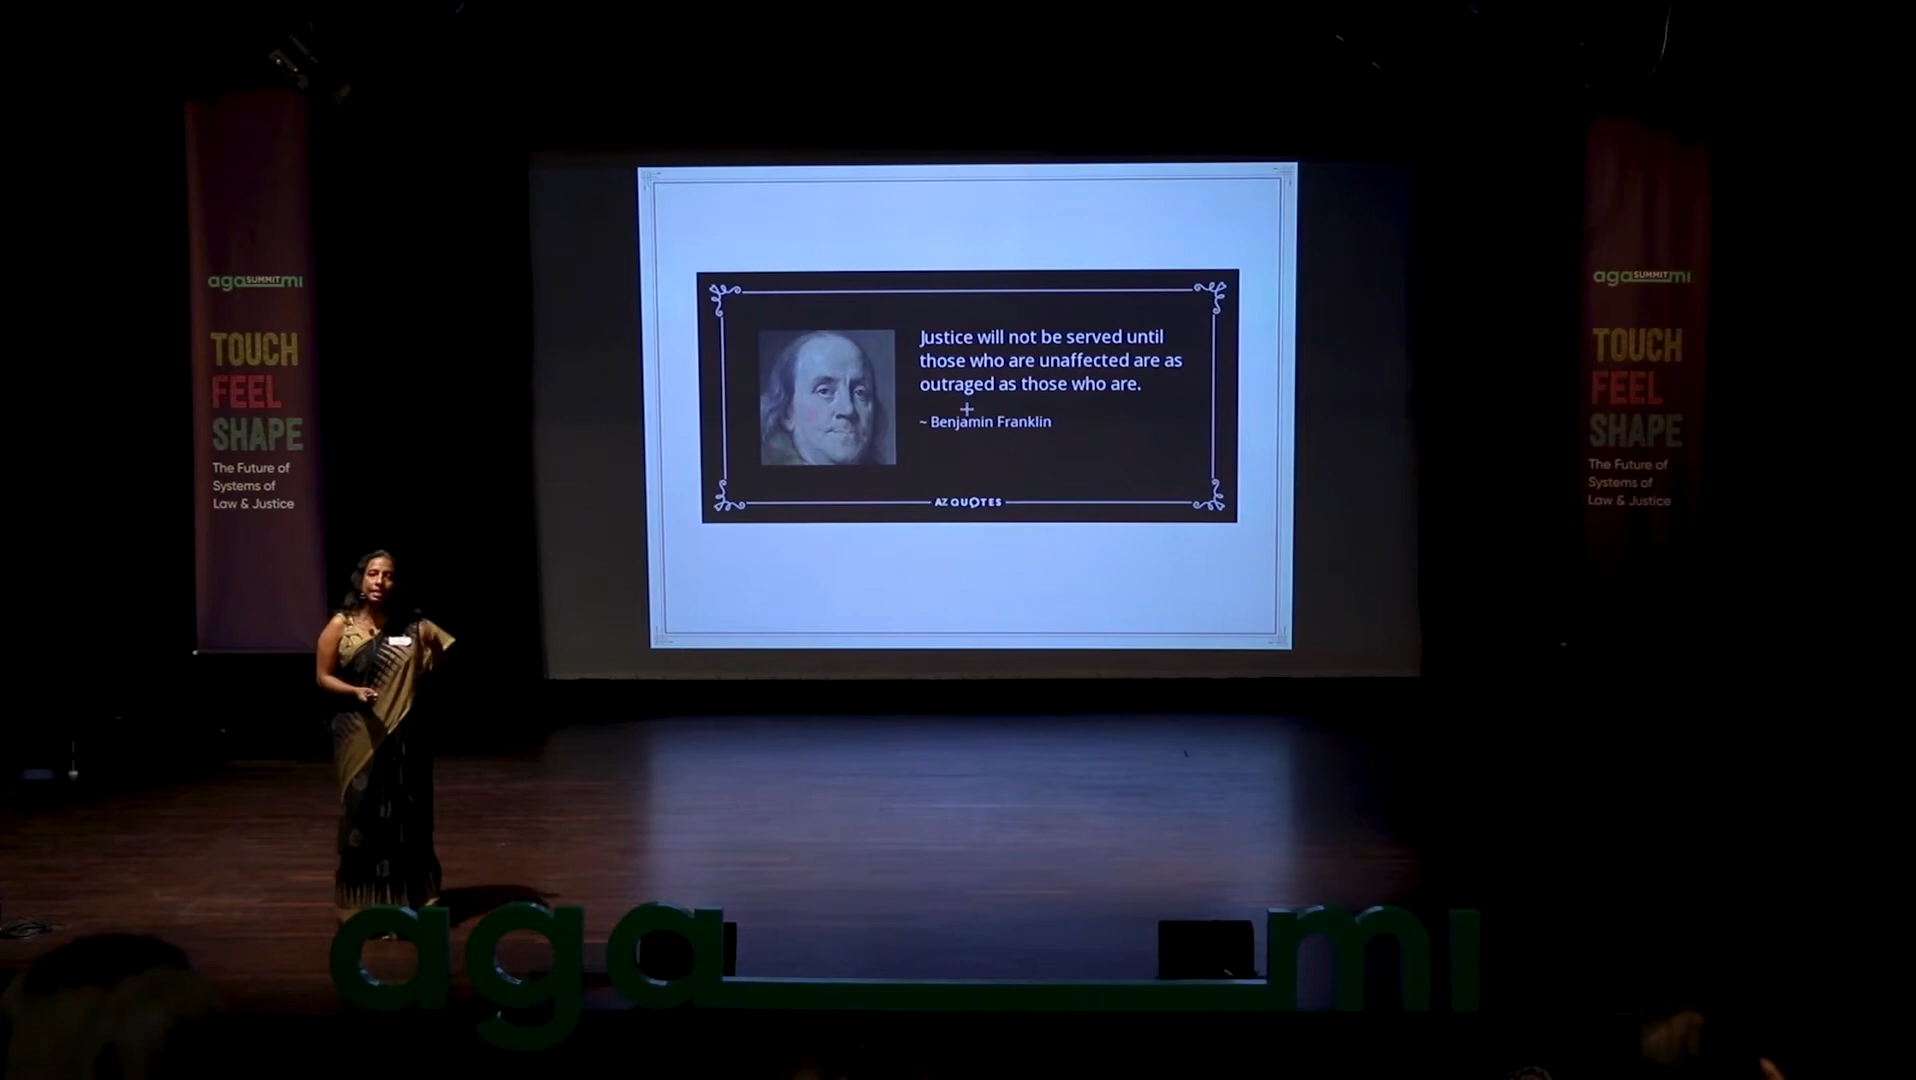 agaSUMMITmi
TOUCH
FEEL
SHAPE
The Future of
Systems of
Law & Justice
Justice will not be served until
those who are unaffected are as
outraged as those who are.
~ Benjamin Franklin
AZ QUOTES
agaSUMMITmi
TOUCH
FEEL
SHAPE
The Future of
Systems of
Law & Justice
aga mi